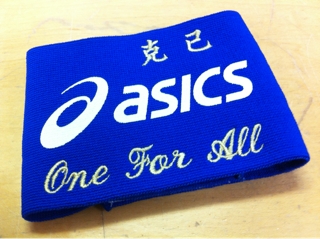 克己
asics
One For All